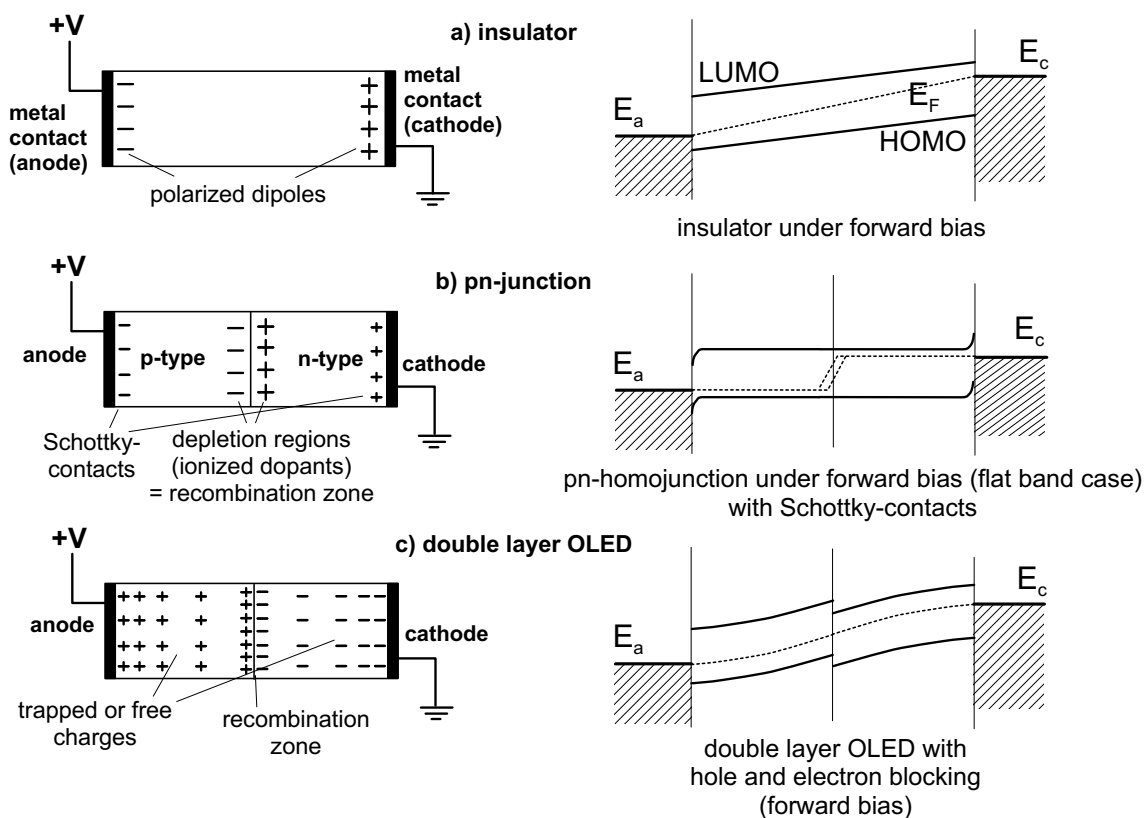 +V
a) insulator
metal
contact
(anode)
metal
contact
(cathode)
polarized dipoles
LUMO
E_F
HOMO
E_a
E_c
insulator under forward bias
+V
b) pn-junction
anode
p-type
n-type
cathode
Schottky-
contacts
depletion regions
(ionized dopants)
= recombination zone
E_a
E_c
pn-homojunction under forward bias (flat band case)
with Schottky-contacts
+V
c) double layer OLED
anode
cathode
trapped or free
charges
recombination
zone
E_a
E_c
double layer OLED with
hole and electron blocking
(forward bias)